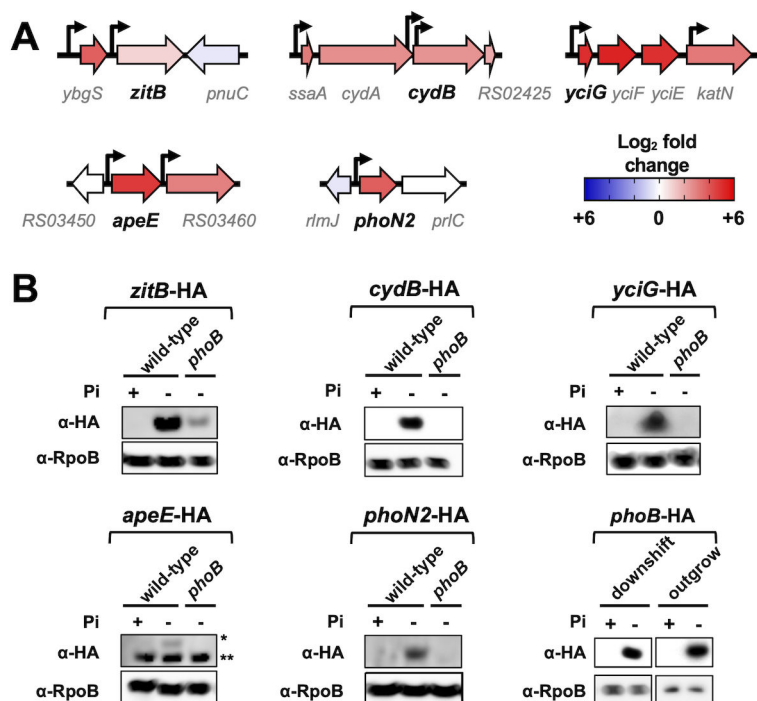 A
ybgS zitB pnuC
ssaA cydA cydB RS02425
yciG yciF yciE katN
RS03450 apeE RS03460
rlmJ phoN2 prlC
Log₂ fold
change
+6 0 +6
B
zitB-HA
wild-type phoB
Pi + - -
α-HA
α-RpoB
cydB-HA
wild-type phoB
Pi + - -
α-HA
α-RpoB
yciG-HA
wild-type phoB
Pi + - -
α-HA
α-RpoB
apeE-HA
wild-type phoB
Pi + - -
*
α-HA **
α-RpoB
phoN2-HA
wild-type phoB
Pi + - -
α-HA
α-RpoB
phoB-HA
downshift outgrow
Pi + - + -
α-HA
α-RpoB